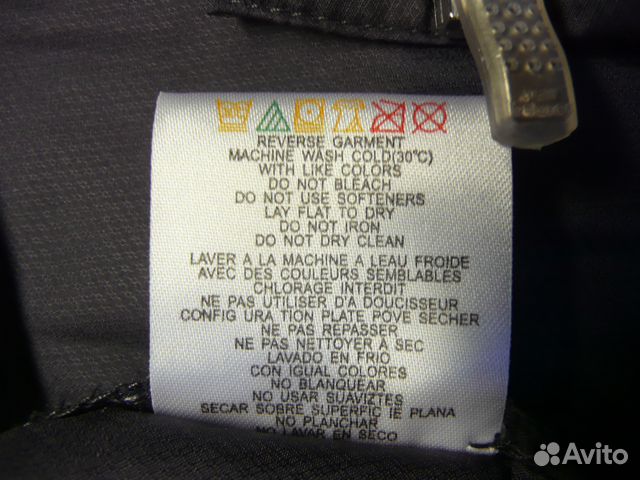 REVERSE GARMENT
MACHINE WASH COLD(30°C)
WITH LIKE COLORS
DO NOT BLEACH
DO NOT USE SOFTENERS
LAY FLAT TO DRY
DO NOT IRON
DO NOT DRY CLEAN
LAVER A LA MACHINE A LEAU FROIDE
AVEC DES COULEURS SEMBLABLES
CHLORAGE INTERDIT
NE PAS UTILISER D'A DOUCISSEUR
CONFIG URA TION PLATE POVE SECHER
NE PAS REPASSER
NE PAS NETTOYER A SEC
LAVADO EN FRIO
CON IGUAL COLORES
NO BLANQUEAR
NO USAR SUAVIZTES
SECAR SOBRE SUPERFIC IE PLANA
NO PLANCHAR
NO LAVAR EN SECO
Avito